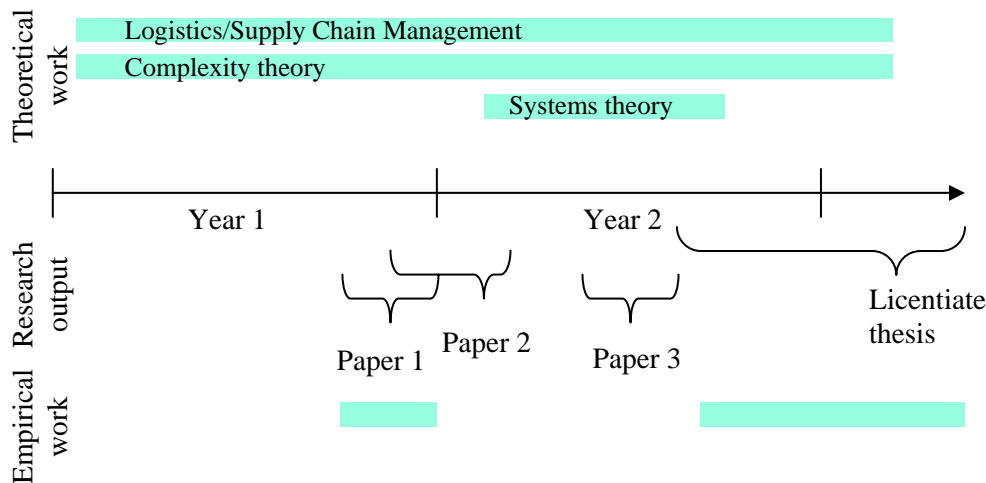 Theoretical
work
Logistics/Supply Chain Management
Complexity theory
Systems theory
Year 1
Year 2
Research
output
Paper 1
Paper 2
Paper 3
Licentiate
thesis
Empirical
work